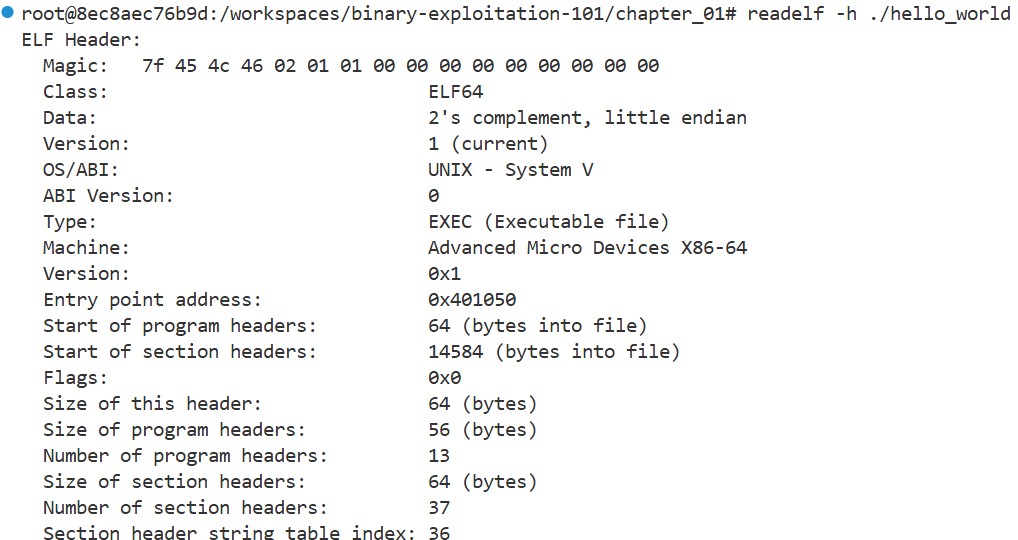 root@8ec8aec76b9d:/workspaces/binary-exploitation-101/chapter_01# readelf -h ./hello_world
ELF Header:
  Magic:   7f 45 4c 46 02 01 01 00 00 00 00 00 00 00 00 00
  Class:                             ELF64
  Data:                              2's complement, little endian
  Version:                           1 (current)
  OS/ABI:                            UNIX - System V
  ABI Version:                       0
  Type:                              EXEC (Executable file)
  Machine:                           Advanced Micro Devices X86-64
  Version:                           0x1
  Entry point address:               0x401050
  Start of program headers:          64 (bytes into file)
  Start of section headers:          14584 (bytes into file)
  Flags:                             0x0
  Size of this header:               64 (bytes)
  Size of program headers:           56 (bytes)
  Number of program headers:         13
  Size of section headers:           64 (bytes)
  Number of section headers:         37
  Section header string table index: 36